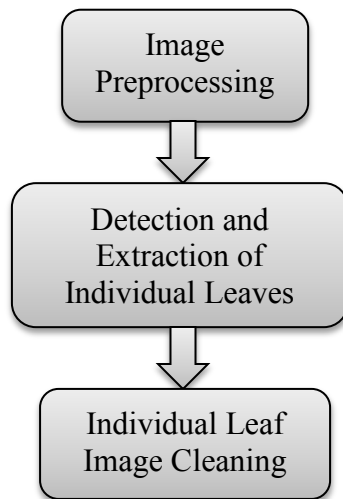 Image
Preprocessing
Detection and
Extraction of
Individual Leaves
Individual Leaf
Image Cleaning